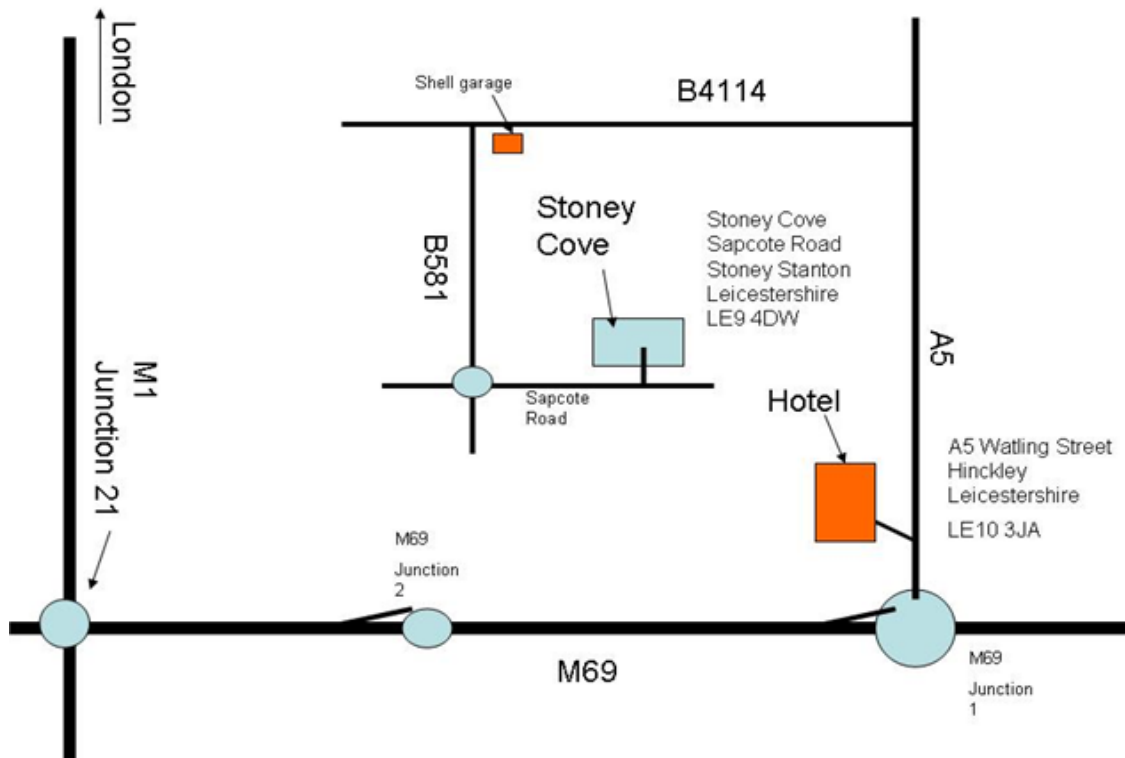 London
Shell garage
B4114
Stoney
Cove
Stoney Cove
Sapcote Road
Stoney Stanton
Leicestershire
LE9 4DW
B581
A5
M1
Junction 21
Sapcote
Road
Hotel
A5 Watling Street
Hinckley
Leicestershire
LE10 3JA
M69
Junction
2
M69
M69
Junction
1